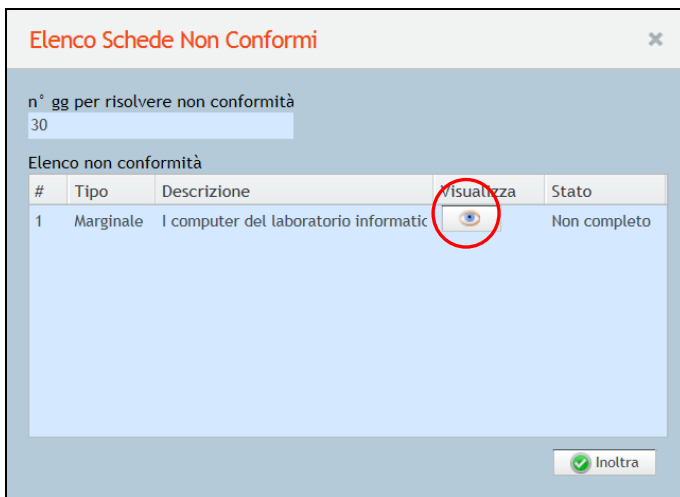 Elenco Schede Non Conformi
n° gg per risolvere non conformità
30
Elenco non conformità
# Tipo Descrizione Visualizza Stato
1 Marginale I computer del laboratorio informatic Non completo
Inoltra